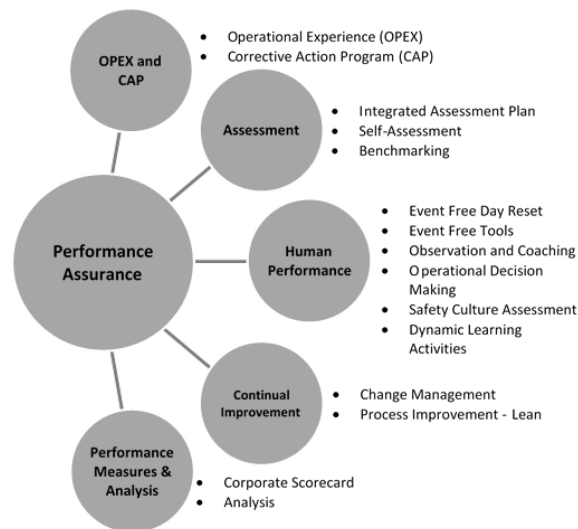 OPEX and
CAP
• Operational Experience (OPEX)
• Corrective Action Program (CAP)
Assessment
• Integrated Assessment Plan
• Self-Assessment
• Benchmarking
Performance
Assurance
Human
Performance
• Event Free Day Reset
• Event Free Tools
• Observation and Coaching
• Operational Decision
Making
• Safety Culture Assessment
• Dynamic Learning
Activities
Continual
Improvement
• Change Management
• Process Improvement - Lean
Performance
Measures &
Analysis
• Corporate Scorecard
• Analysis